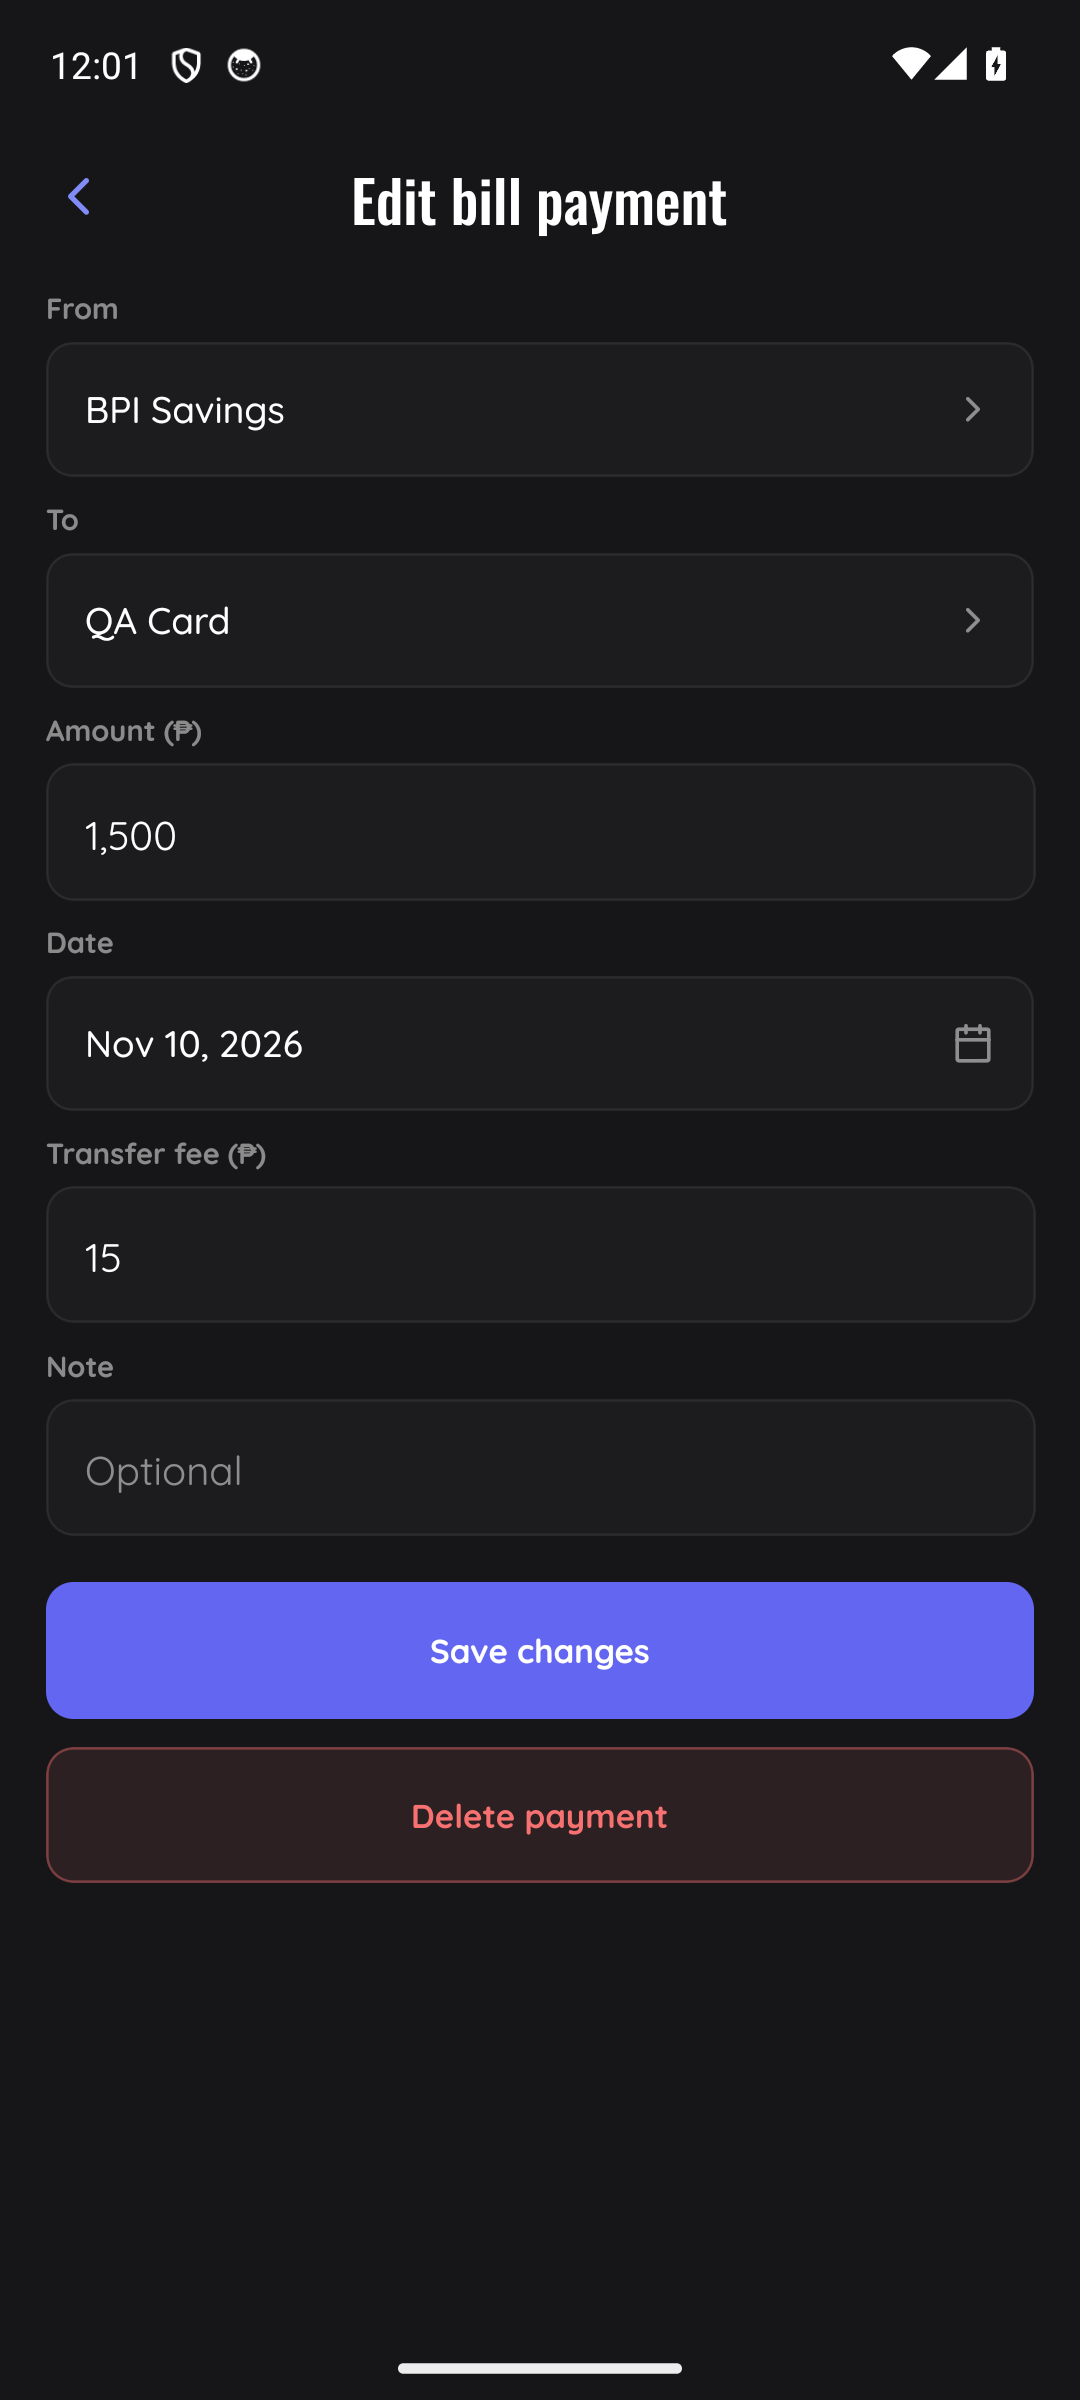 12:01
Edit bill payment
From
BPI Savings
To
QA Card
Amount (₱)
1,500
Date
Nov 10, 2026
Transfer fee (₱)
15
Note
Optional
Save changes
Delete payment